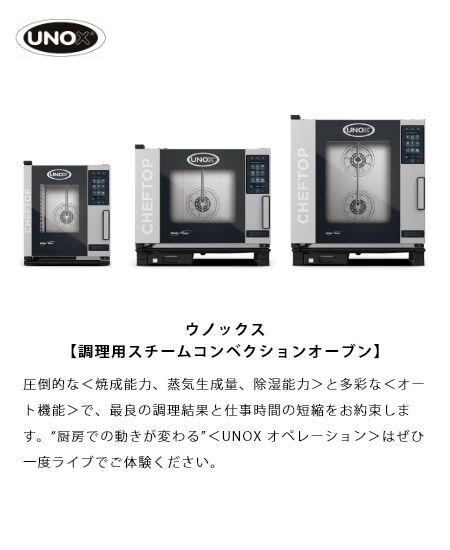 UNOX
CHEFTOP
UNOX
CHEFTOP
UNOX
CHEFTOP
UNOX
ウノックス
【調理用スチームコンベクションオーブン】
圧倒的な＜焼成能力、蒸気生成量、除湿能力＞と多彩な＜オー
ト機能＞で、最良の調理結果と仕事時間の短縮をお約束しま
す。“厨房での動きが変わる”＜UNOX オペレーション＞はぜひ
一度ライブでご体験ください。